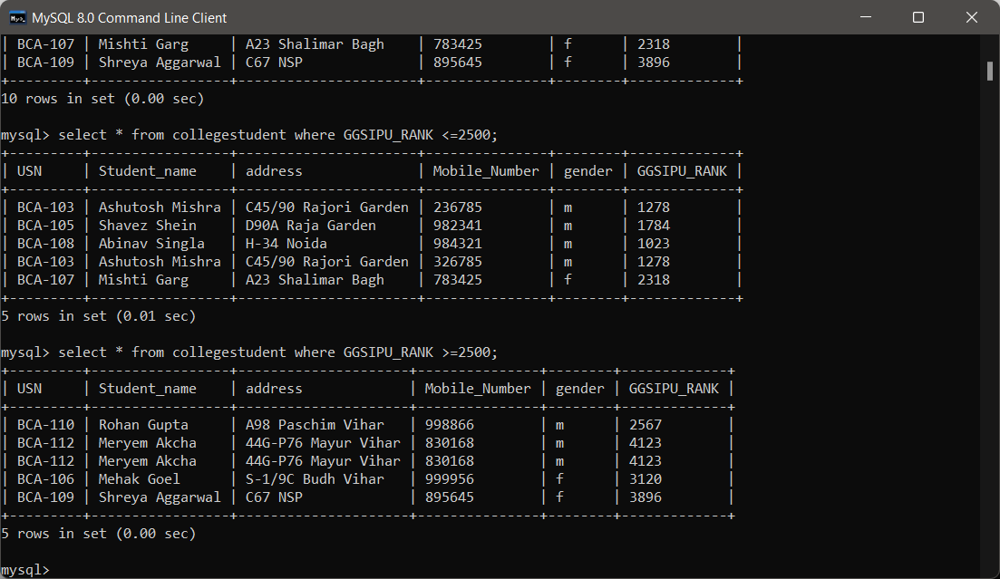 MySQL 8.0 Command Line Client
| BCA-107 | Mishti Garg     | A23 Shalimar Bagh    | 783425        | f      | 2318        |
| BCA-109 | Shreya Aggarwal | C67 NSP              | 895645        | f      | 3896        |
+---------+-----------------+----------------------+---------------+--------+-------------+
10 rows in set (0.00 sec)
mysql> select * from collegestudent where GGSIPU_RANK <=2500;
+---------+-----------------+----------------------+---------------+--------+-------------+
| USN     | Student_name    | address              | Mobile_Number | gender | GGSIPU_RANK |
+---------+-----------------+----------------------+---------------+--------+-------------+
| BCA-103 | Ashutosh Mishra | C45/90 Rajori Garden | 236785        | m      | 1278        |
| BCA-105 | Shavez Shein    | D90A Raja Garden     | 982341        | m      | 1784        |
| BCA-108 | Abinav Singla   | H-34 Noida           | 984321        | m      | 1023        |
| BCA-103 | Ashutosh Mishra | C45/90 Rajori Garden | 326785        | m      | 1278        |
| BCA-107 | Mishti Garg     | A23 Shalimar Bagh    | 783425        | f      | 2318        |
+---------+-----------------+----------------------+---------------+--------+-------------+
5 rows in set (0.01 sec)
mysql> select * from collegestudent where GGSIPU_RANK >=2500;
+---------+-----------------+---------------------+---------------+--------+-------------+
| USN     | Student_name    | address             | Mobile_Number | gender | GGSIPU_RANK |
+---------+-----------------+---------------------+---------------+--------+-------------+
| BCA-110 | Rohan Gupta     | A98 Paschim Vihar   | 998866        | m      | 2567        |
| BCA-112 | Meryem Akcha    | 44G-P76 Mayur Vihar | 830168        | m      | 4123        |
| BCA-112 | Meryem Akcha    | 44G-P76 Mayur Vihar | 830168        | m      | 4123        |
| BCA-106 | Mehak Goel      | S-1/9C Budh Vihar   | 999956        | f      | 3120        |
| BCA-109 | Shreya Aggarwal | C67 NSP             | 895645        | f      | 3896        |
+---------+-----------------+---------------------+---------------+--------+-------------+
5 rows in set (0.00 sec)
mysql>